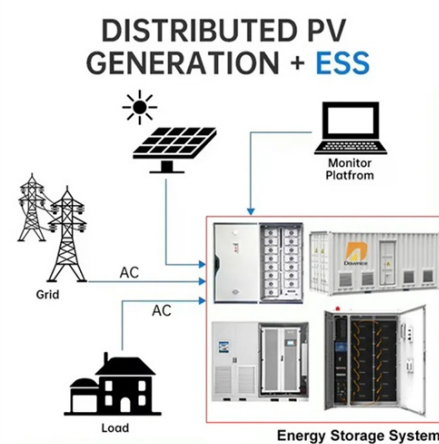 DISTRIBUTED PV
GENERATION + ESS
Monitor
Platfrom
AC
Grid
AC
Load
Energy Storage System